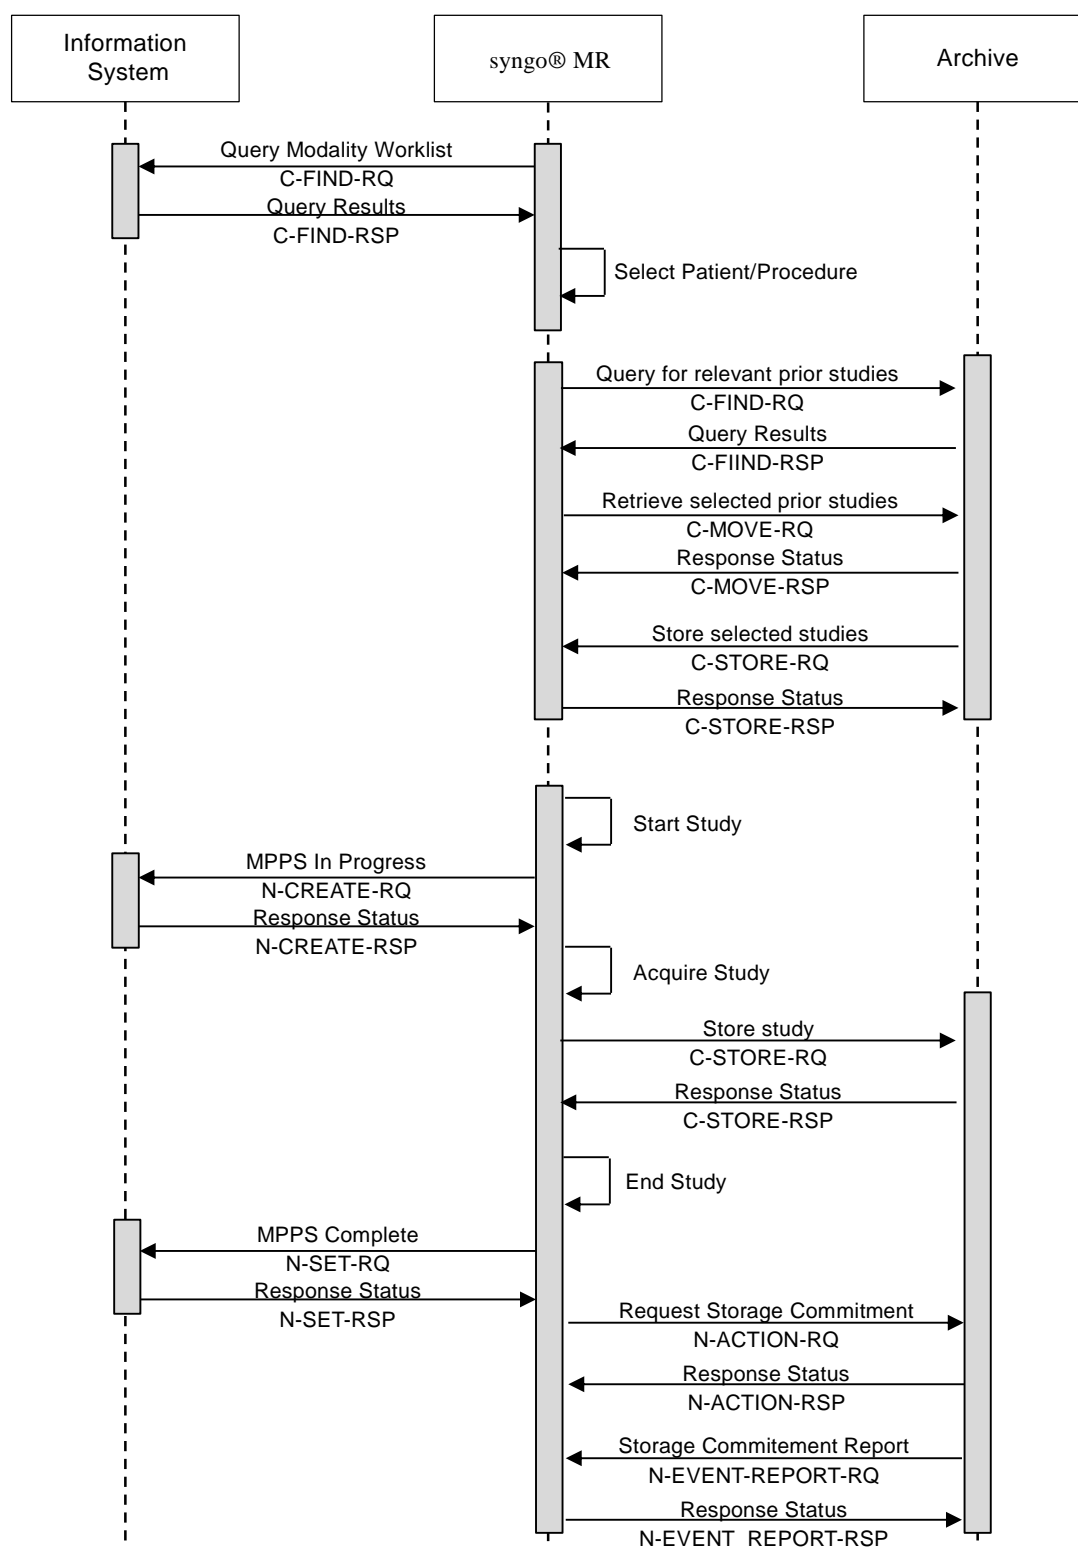 Information
System
syngo® MR
Archive
Query Modality Worklist
C-FIND-RQ
Query Results
C-FIND-RSP
Select Patient/Procedure
Query for relevant prior studies
C-FIND-RQ
Query Results
C-FIIND-RSP
Retrieve selected prior studies
C-MOVE-RQ
Response Status
C-MOVE-RSP
Store selected studies
C-STORE-RQ
Response Status
C-STORE-RSP
Start Study
MPPS In Progress
N-CREATE-RQ
Response Status
N-CREATE-RSP
Acquire Study
Store study
C-STORE-RQ
Response Status
C-STORE-RSP
End Study
MPPS Complete
N-SET-RQ
Response Status
N-SET-RSP
Request Storage Commitment
N-ACTION-RQ
Response Status
N-ACTION-RSP
Storage Commitement Report
N-EVENT-REPORT-RQ
Response Status
N-EVENT_REPORT-RSP